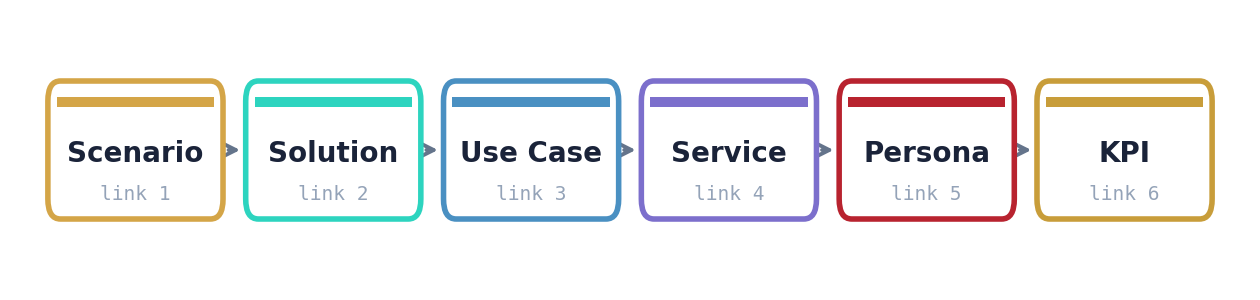 Scenario
link 1
Solution
link 2
Use Case
link 3
Service
link 4
Persona
link 5
KPI
link 6